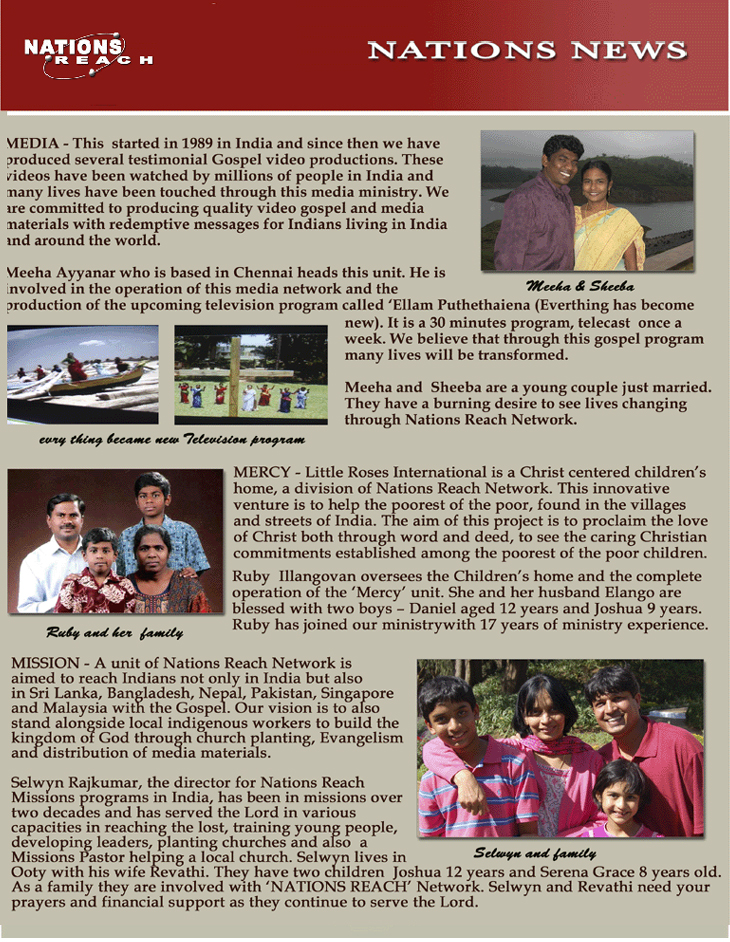 NATIONS
REACH
NATIONS NEWS
MEDIA - This started in 1989 in India and since then we have
produced several testimonial Gospel video productions. These
videos have been watched by millions of people in India and
many lives have been touched through this media ministry. We
are committed to producing quality video gospel and media
materials with redemptive messages for Indians living in India
and around the world.
Meeha & Sheeba
Meeha Ayyanar who is based in Chennai heads this unit. He is
involved in the operation of this media network and the
production of the upcoming television program called ‘Ellam Puthethaiena (Everthing has become
new). It is a 30 minutes program, telecast once a
week. We believe that through this gospel program
many lives will be transformed.
Meeha and Sheeba are a young couple just married.
They have a burning desire to see lives changing
through Nations Reach Network.
evry thing became new Television program
MERCY - Little Roses International is a Christ centered children’s
home, a division of Nations Reach Network. This innovative
venture is to help the poorest of the poor, found in the villages
and streets of India. The aim of this project is to proclaim the love
of Christ both through word and deed, to see the caring Christian
commitments established among the poorest of the poor children.
Ruby Illangovan oversees the Children’s home and the complete
operation of the ‘Mercy’ unit. She and her husband Elango are
blessed with two boys – Daniel aged 12 years and Joshua 9 years.
Ruby has joined our ministrywith 17 years of ministry experience.
Ruby and her family
MISSION - A unit of Nations Reach Network is
aimed to reach Indians not only in India but also
in Sri Lanka, Bangladesh, Nepal, Pakistan, Singapore
and Malaysia with the Gospel. Our vision is to also
stand alongside local indigenous workers to build the
kingdom of God through church planting, Evangelism
and distribution of media materials.
Selwyn Rajkumar, the director for Nations Reach
Missions programs in India, has been in missions over
two decades and has served the Lord in various
capacities in reaching the lost, training young people,
developing leaders, planting churches and also a
Missions Pastor helping a local church. Selwyn lives in
Selwyn and family
Ooty with his wife Revathi. They have two children Joshua 12 years and Serena Grace 8 years old.
As a family they are involved with ‘NATIONS REACH’ Network. Selwyn and Revathi need your
prayers and financial support as they continue to serve the Lord.